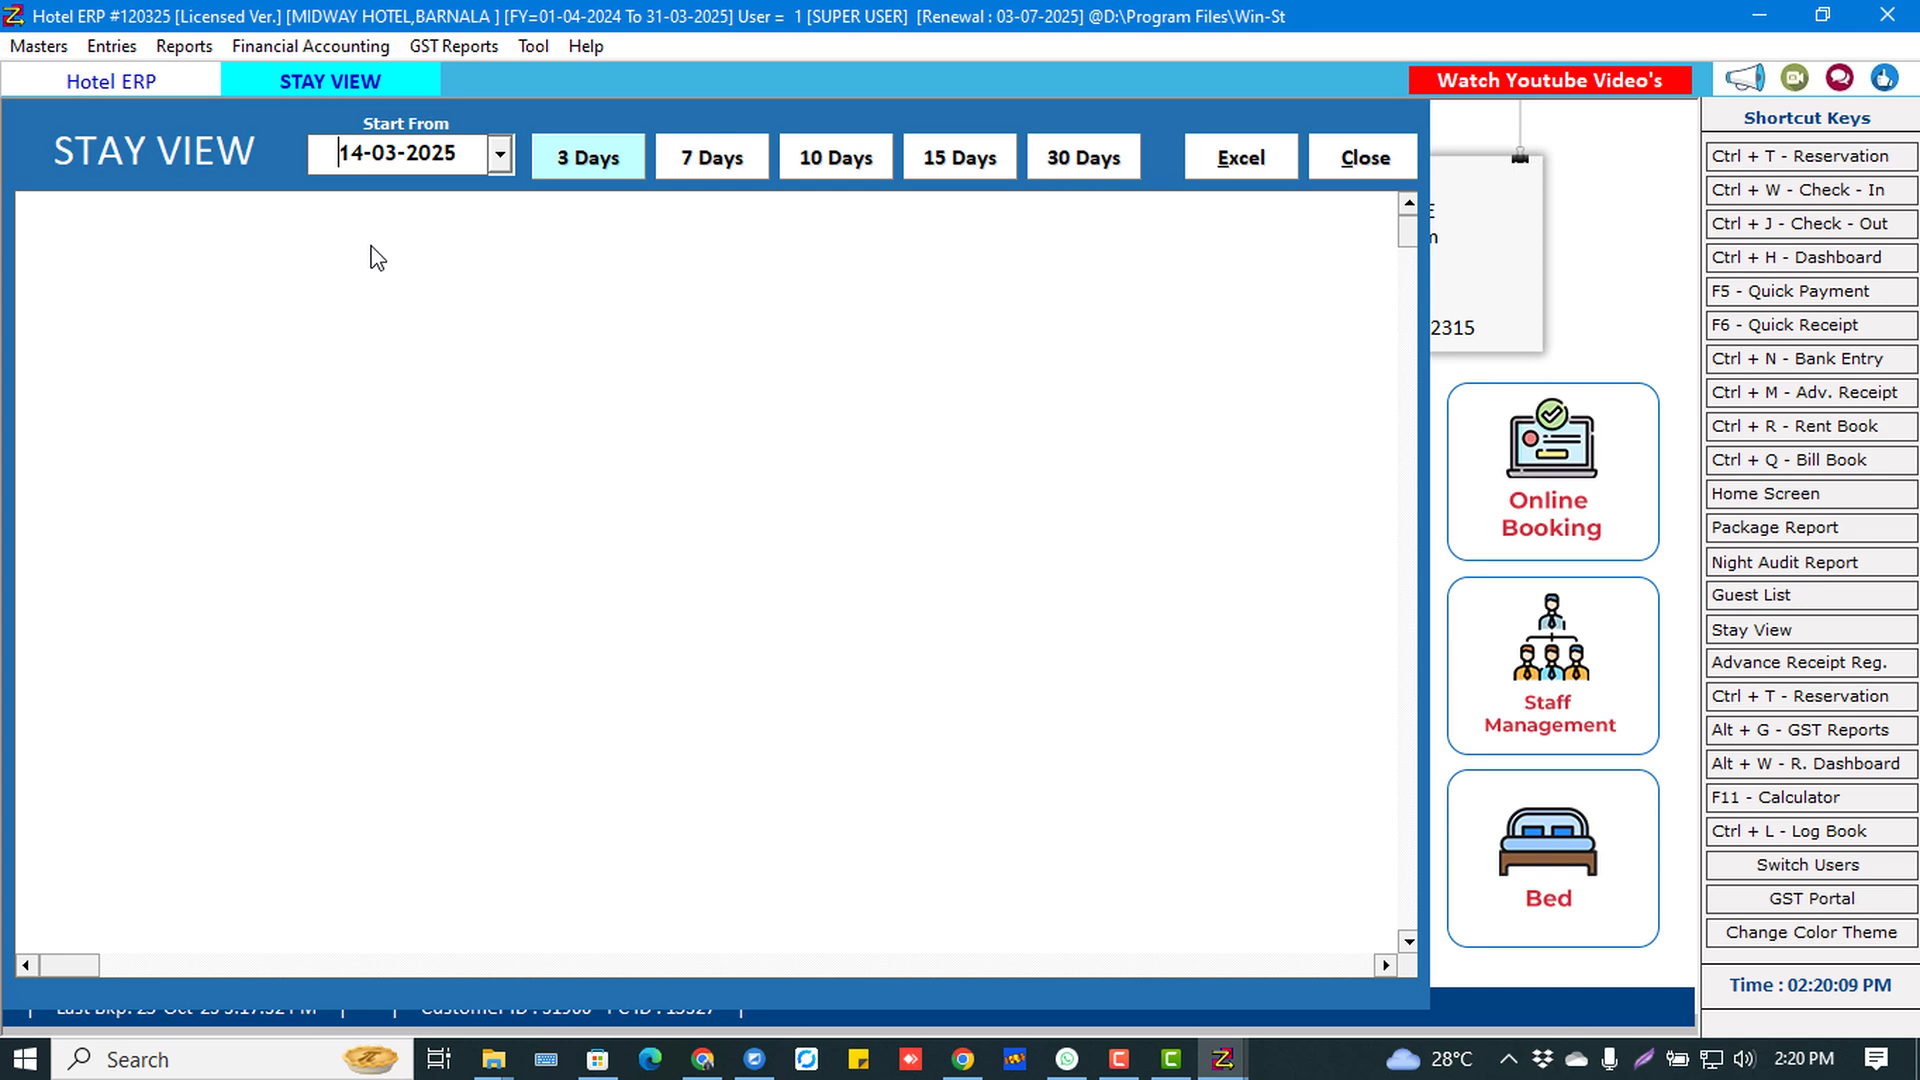 Hotel ERP #120325 [Licensed Ver.] [MIDWAY HOTEL,BARNALA ] [FY=01-04-2024 To 31-03-2025] User = 1 [SUPER USER] [Renewal : 03-07-2025] @D:\Program Files\Win-St
Masters Entries Reports Financial Accounting GST Reports Tool Help
Hotel ERP STAY VIEW Watch Youtube Video's
STAY VIEW
Start From
14-03-2025
3 Days 7 Days 10 Days 15 Days 30 Days Excel Close
2315
Online
Booking
Staff
Management
Bed
Shortcut Keys
Ctrl + T - Reservation
Ctrl + W - Check - In
Ctrl + J - Check - Out
Ctrl + H - Dashboard
F5 - Quick Payment
F6 - Quick Receipt
Ctrl + N - Bank Entry
Ctrl + M - Adv. Receipt
Ctrl + R - Rent Book
Ctrl + Q - Bill Book
Home Screen
Package Report
Night Audit Report
Guest List
Stay View
Advance Receipt Reg.
Ctrl + T - Reservation
Alt + G - GST Reports
Alt + W - R. Dashboard
F11 - Calculator
Ctrl + L - Log Book
Switch Users
GST Portal
Change Color Theme
Time : 02:20:09 PM
Search
28°C
2:20 PM